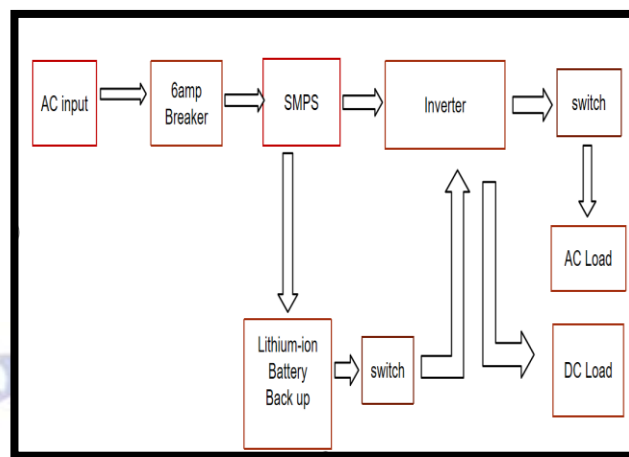 AC input
6amp
Breaker
SMPS
Inverter
switch
AC Load
Lithium-ion
Battery
Back up
switch
DC Load